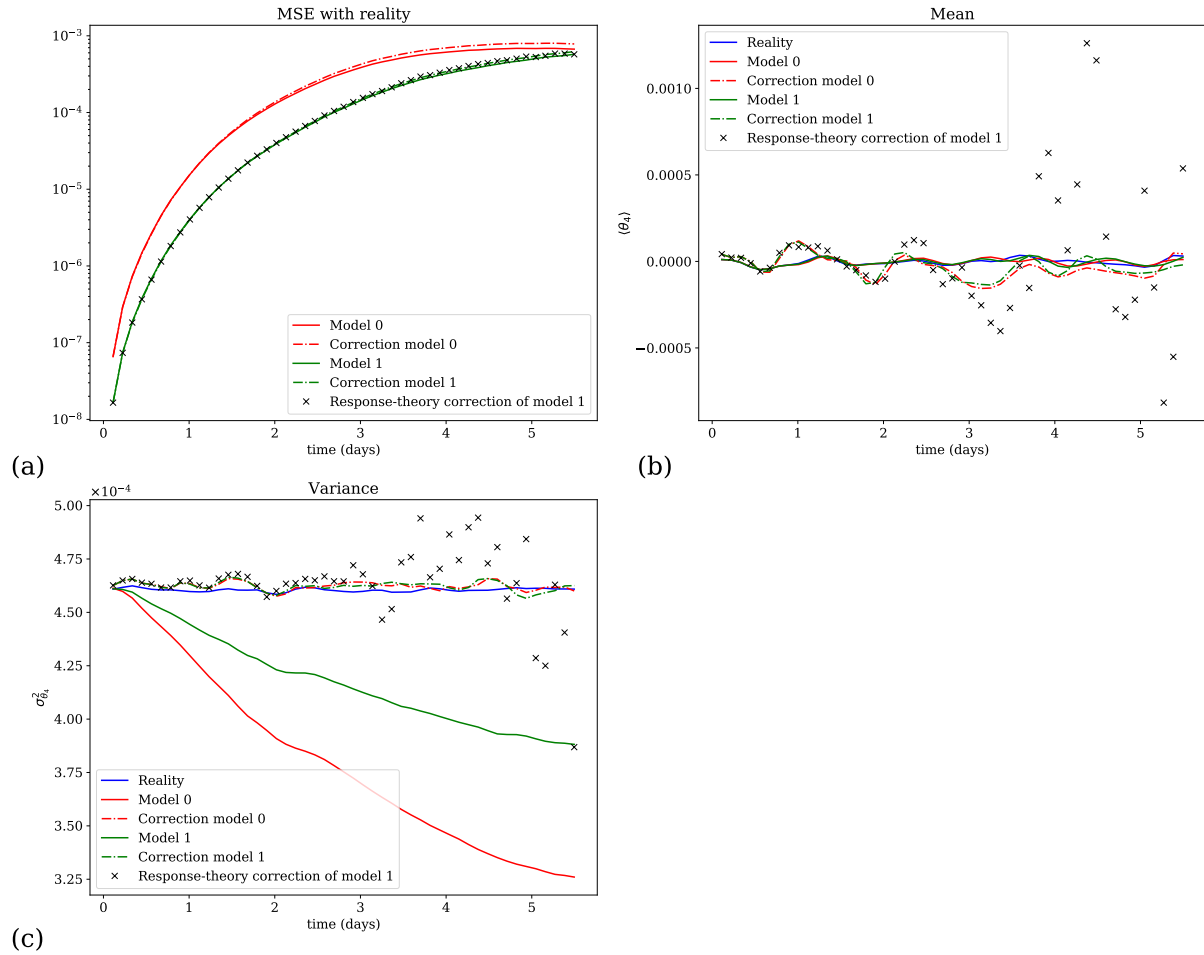 MSE with reality
10⁻³
10⁻⁴
10⁻⁵
10⁻⁶
10⁻⁷
10⁻⁸
Model 0
Correction model 0
Model 1
Correction model 1
Response-theory correction of model 1
0 1 2 3 4 5
time (days)
(a)
Mean
⟨θ₄⟩
0.0010
0.0005
0.0000
−0.0005
Reality
Model 0
Correction model 0
Model 1
Correction model 1
Response-theory correction of model 1
0 1 2 3 4 5
time (days)
(b)
×10⁻⁴
Variance
σ²θ₄
5.00
4.75
4.50
4.25
4.00
3.75
3.50
3.25
Reality
Model 0
Correction model 0
Model 1
Correction model 1
Response-theory correction of model 1
0 1 2 3 4 5
time (days)
(c)